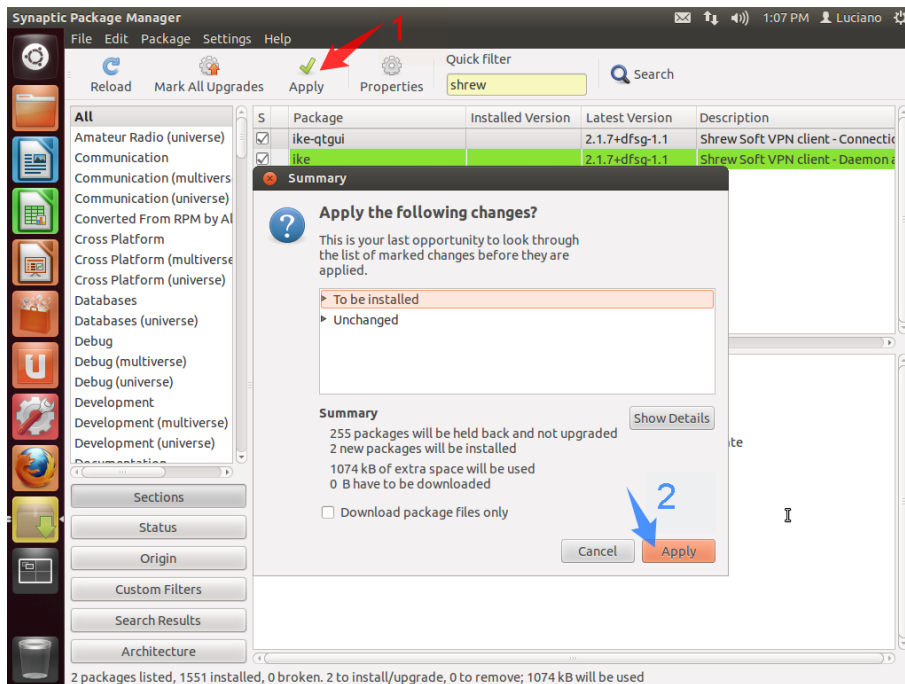 Synaptic Package Manager
1:07 PM Luciano
File Edit Package Settings Help
1
Reload Mark All Upgrades Apply Properties
Quick filter
shrew
Search
All
Amateur Radio (universe)
Communication
Communication (multivers
Communication (universe)
Converted From RPM by Al
Cross Platform
Cross Platform (multiverse
Cross Platform (universe)
Databases
Databases (universe)
Debug
Debug (multiverse)
Debug (universe)
Development
Development (multiverse)
Development (universe)
Documentation
Sections
Status
Origin
Custom Filters
Search Results
Architecture
S Package Installed Version Latest Version Description
ike-qtgui 2.1.7+dfsg-1.1 Shrew Soft VPN client - Connectic
ike 2.1.7+dfsg-1.1 Shrew Soft VPN client - Daemon a
Summary
Apply the following changes?
This is your last opportunity to look through
the list of marked changes before they are
applied.
To be installed
Unchanged
Summary
Show Details
255 packages will be held back and not upgraded
2 new packages will be installed
1074 kB of extra space will be used
0 B have to be downloaded
Download package files only
2
Cancel Apply
te
2 packages listed, 1551 installed, 0 broken. 2 to install/upgrade, 0 to remove; 1074 kB will be used